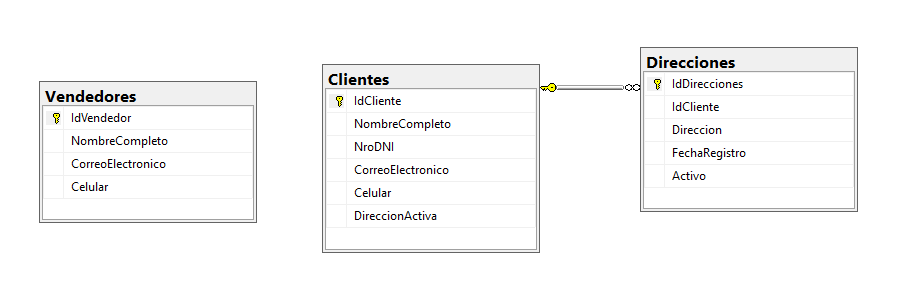 Vendedores
IdVendedor
NombreCompleto
CorreoElectronico
Celular
Clientes
IdCliente
NombreCompleto
NroDNI
CorreoElectronico
Celular
DireccionActiva
Direcciones
IdDirecciones
IdCliente
Direccion
FechaRegistro
Activo